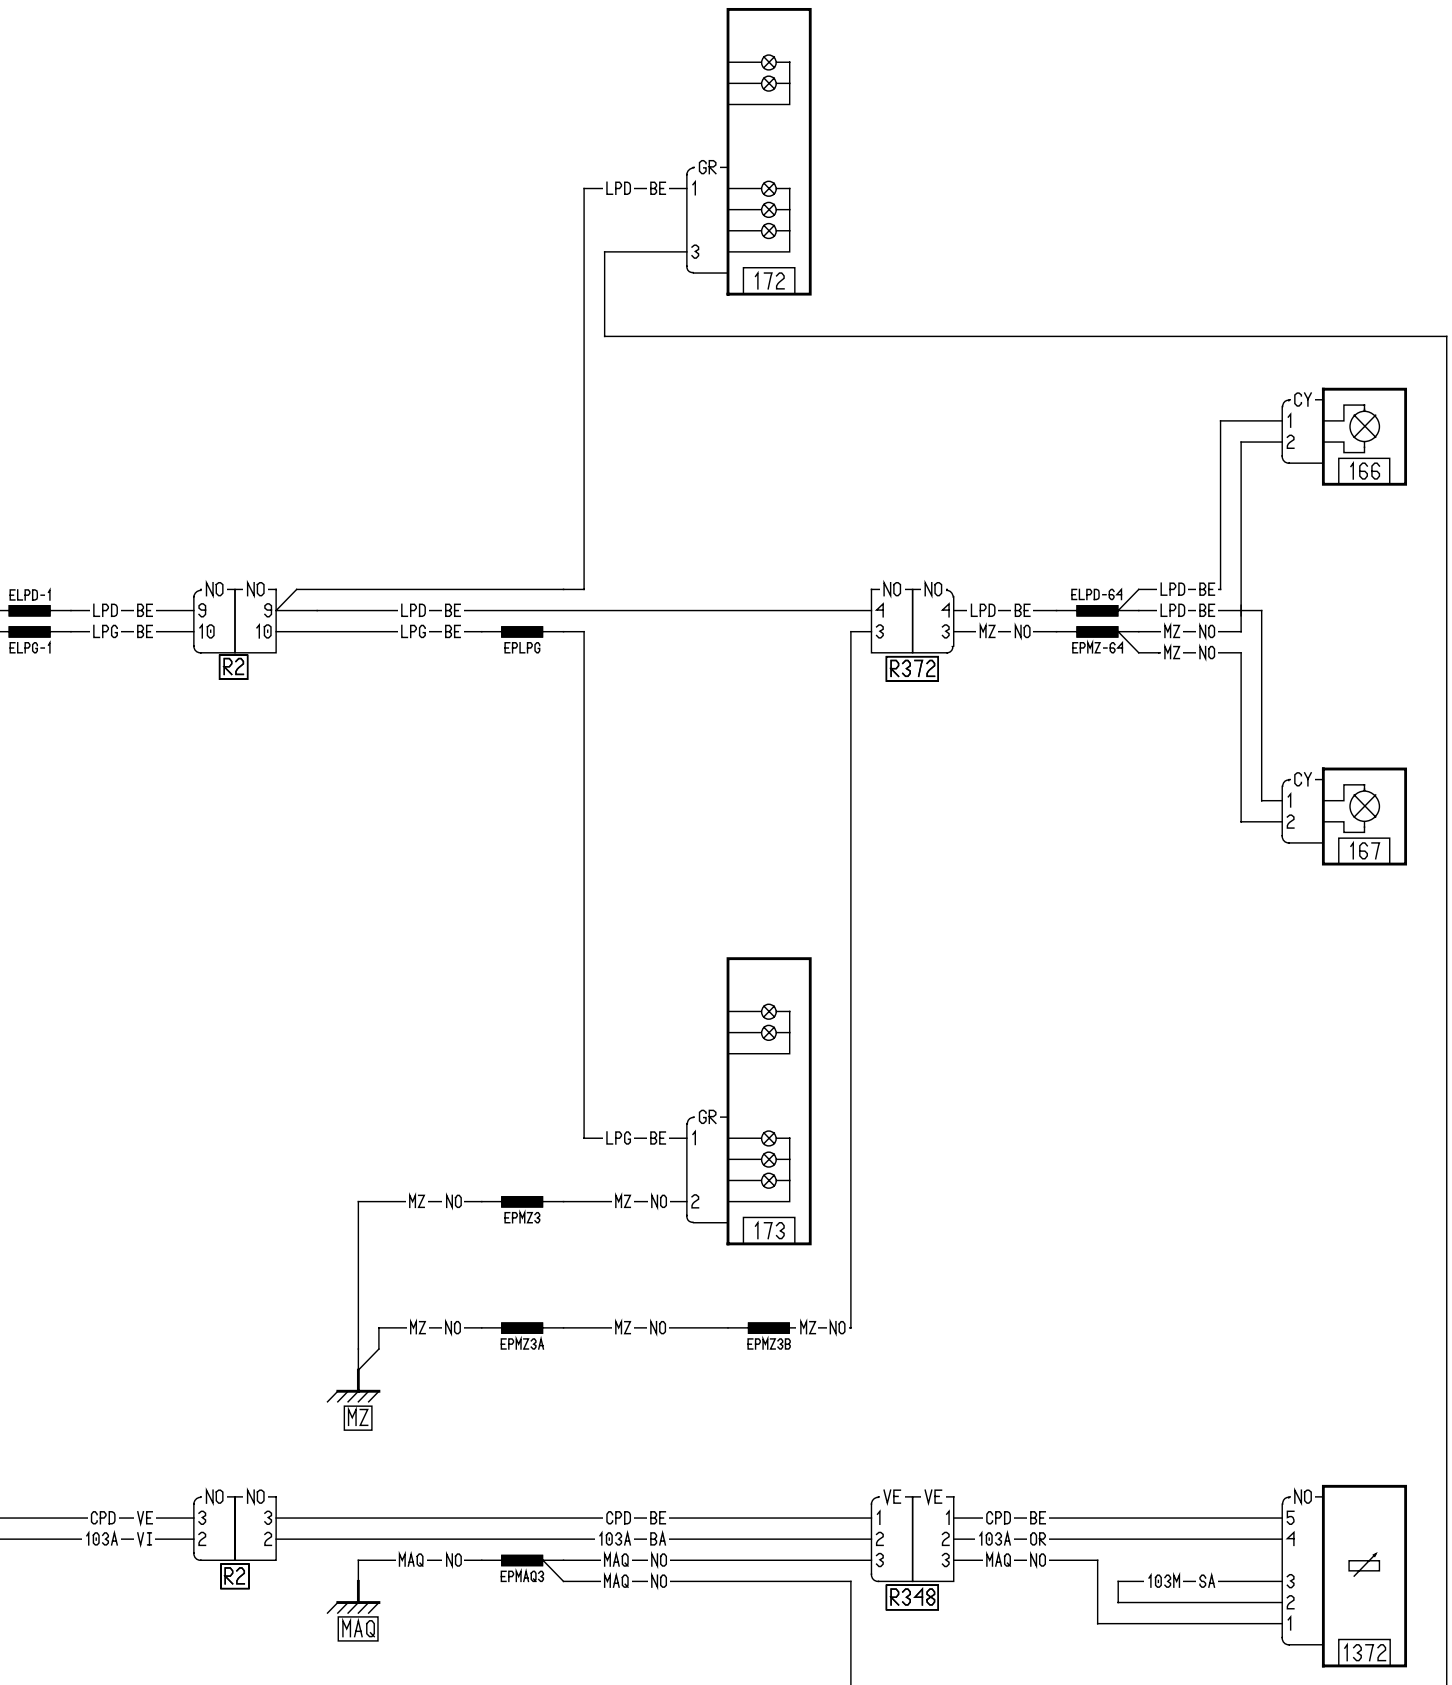 GR
LPD BE 1
3
172
CY
1
2
166
NO NO
ELPD-1 LPD BE 9 9 LPD BE
ELPG-1 LPG BE 10 10 LPG BE EPLPG
R2
NO NO
4 4 LPD BE ELPD-64 LPD BE
LPD BE
3 3 MZ NO EPMZ-64 MZ NO
MZ NO
R372
CY
1
2
167
GR
LPG BE 1
MZ NO EPMZ3 MZ NO 2
173
MZ NO EPMZ3A MZ NO EPMZ3B MZ NO
MZ
NO NO
CPD VE 3 3 CPD BE
103A VI 2 2 103A BA
R2
MAQ NO EPMAQ3 MAQ NO
MAQ NO
MAQ
VE VE
1 1 CPD BE
2 2 103A OR
3 3 MAQ NO
R348
NO
5
4
103M SA 3
2
1
1372